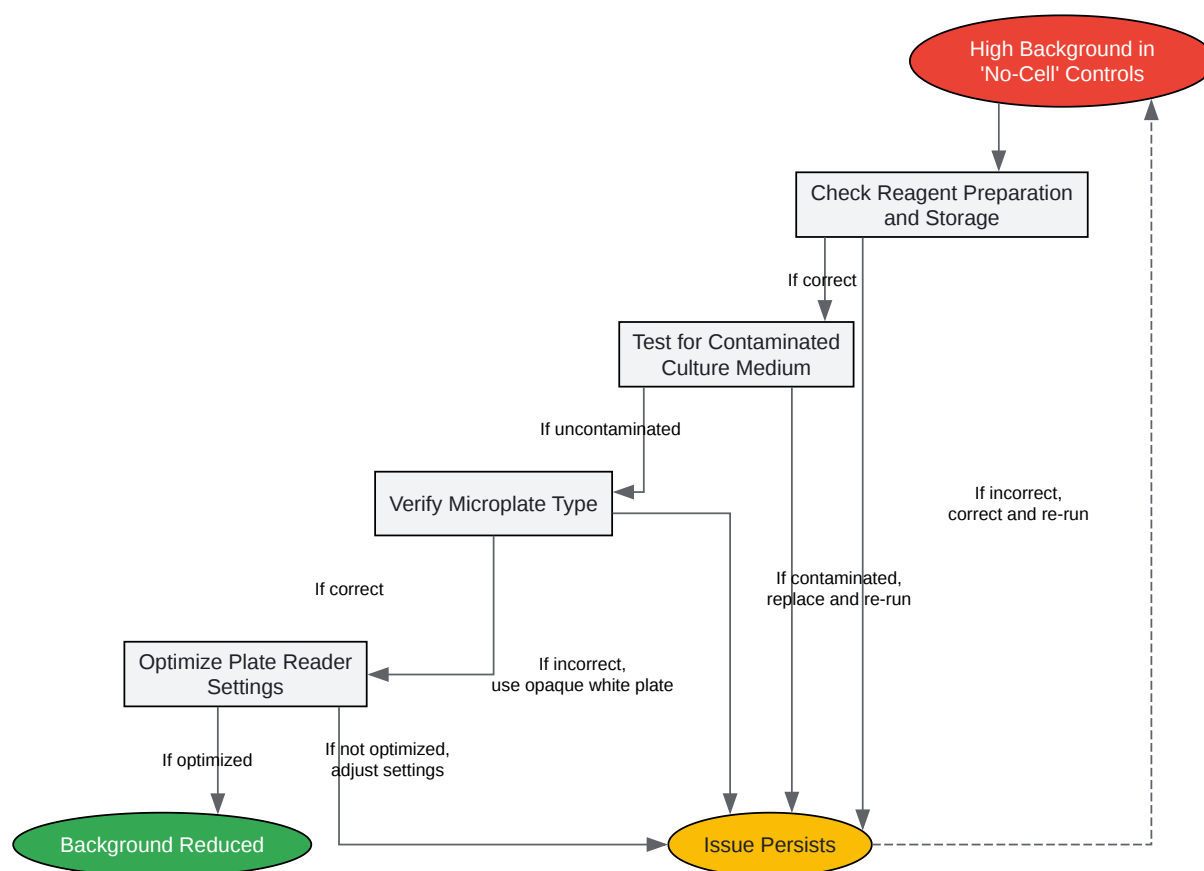 High Background in
'No-Cell' Controls
Check Reagent Preparation
and Storage
If correct
Test for Contaminated
Culture Medium
If uncontaminated
Verify Microplate Type
If incorrect,
correct and re-run
If correct
If contaminated,
replace and re-run
Optimize Plate Reader
Settings
If incorrect,
use opaque white plate
If optimized
If not optimized,
adjust settings
Background Reduced
Issue Persists